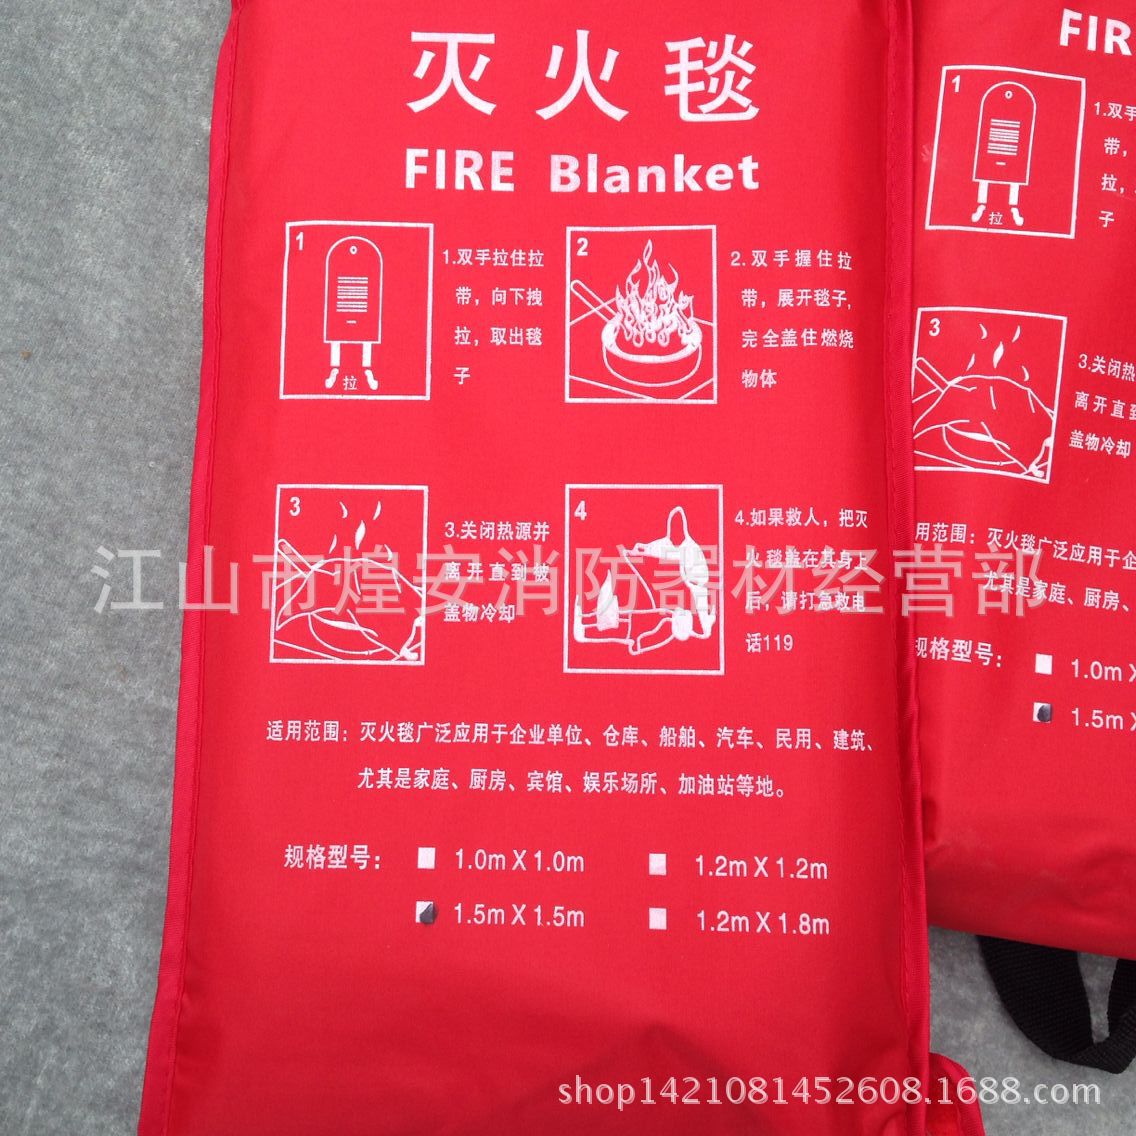 灭火毯
FIRE Blanket
1
拉
1.双手拉住拉
带，向下拽
拉，取出毯
子
2
2.双手握住拉
带，展开毯子，
完全盖住燃烧
物体
3
3.关闭热源并
离开直到被
盖物冷却
4
4.如果救人，把灭
火毯盖在其身上
后，请打急救电
话119
江山市煌安消防器材经营部
适用范围：灭火毯广泛应用于企业单位、仓库、船舶、汽车、民用、建筑、
尤其是家庭、厨房、宾馆、娱乐场所、加油站等地。
规格型号：
1.0m X 1.0m
1.2m X 1.2m
1.5m X 1.5m
1.2m X 1.8m
FIR
1
拉
1.双手
带，
拉，
子
3
3.关闭热
离开直到
盖物冷却
用范围：灭火毯广泛应用于企
尤其是家庭、厨房、
规格型号：
1.0m X
1.5m X
shop1421081452608.1688.com